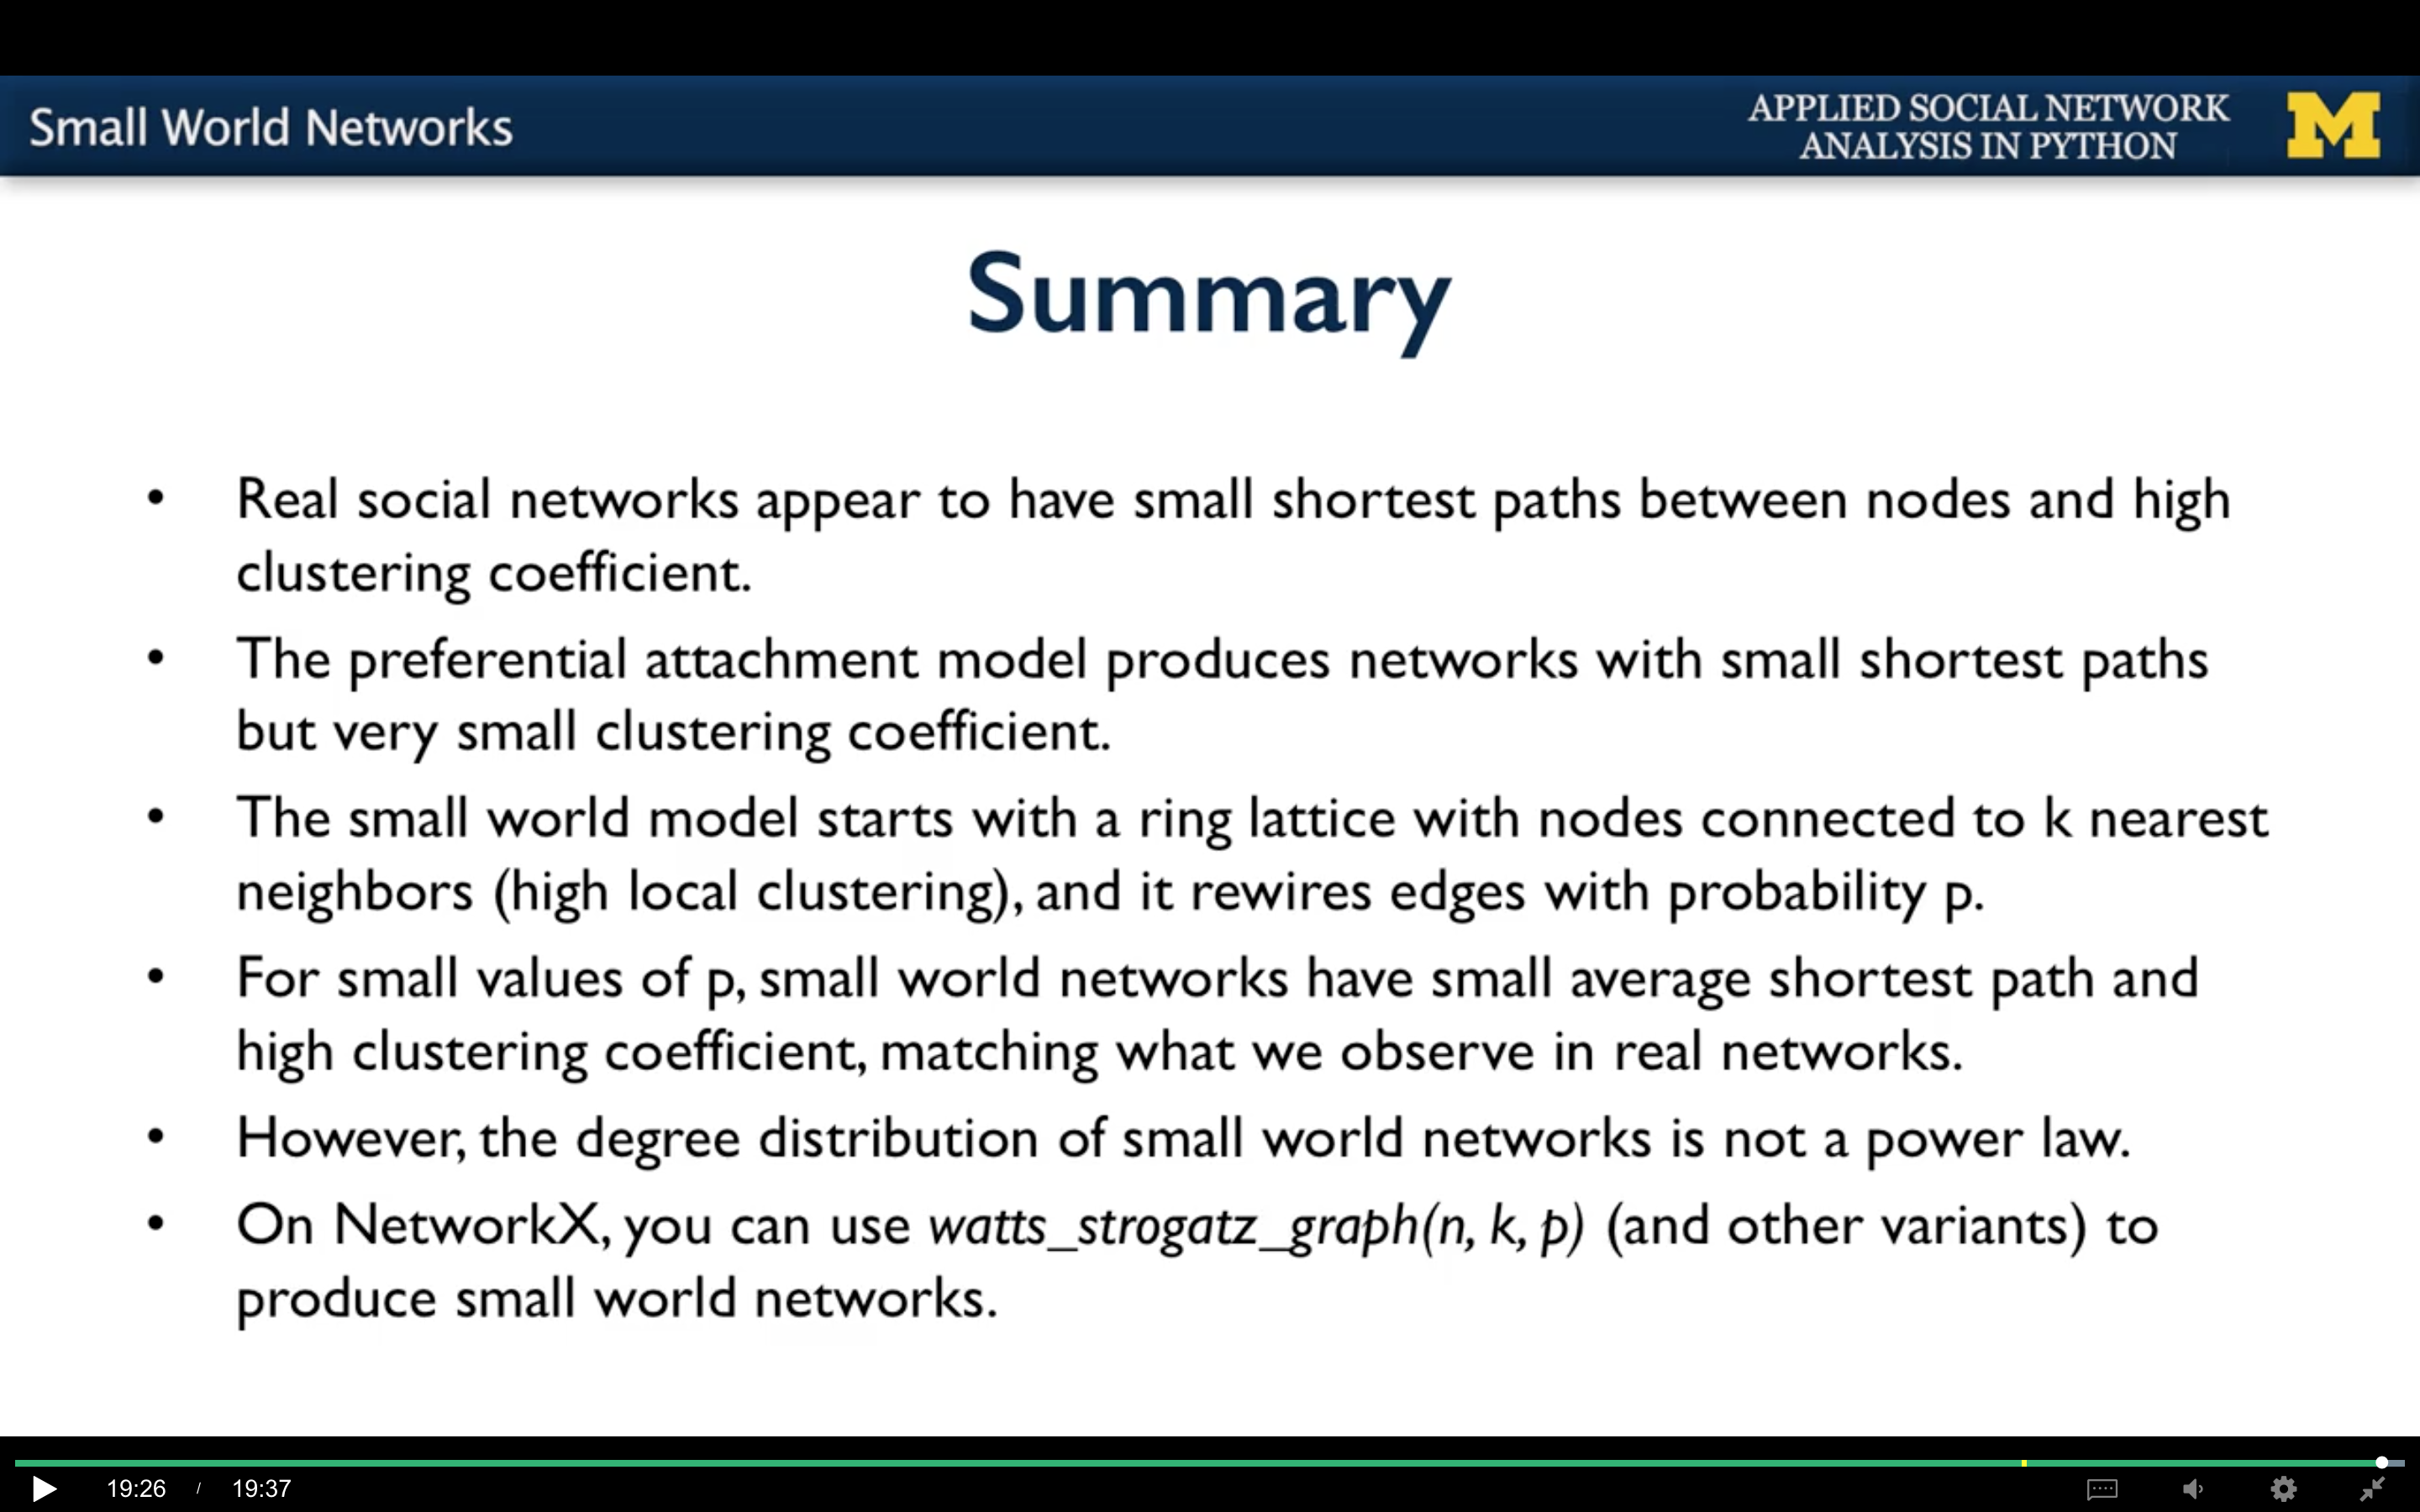 Small World Networks
APPLIED SOCIAL NETWORK
ANALYSIS IN PYTHON
M
Summary
• Real social networks appear to have small shortest paths between nodes and high
clustering coefficient.
• The preferential attachment model produces networks with small shortest paths
but very small clustering coefficient.
• The small world model starts with a ring lattice with nodes connected to k nearest
neighbors (high local clustering), and it rewires edges with probability p.
• For small values of p, small world networks have small average shortest path and
high clustering coefficient, matching what we observe in real networks.
• However, the degree distribution of small world networks is not a power law.
• On NetworkX, you can use watts_strogatz_graph(n, k, p) (and other variants) to
produce small world networks.
19:26 / 19:37